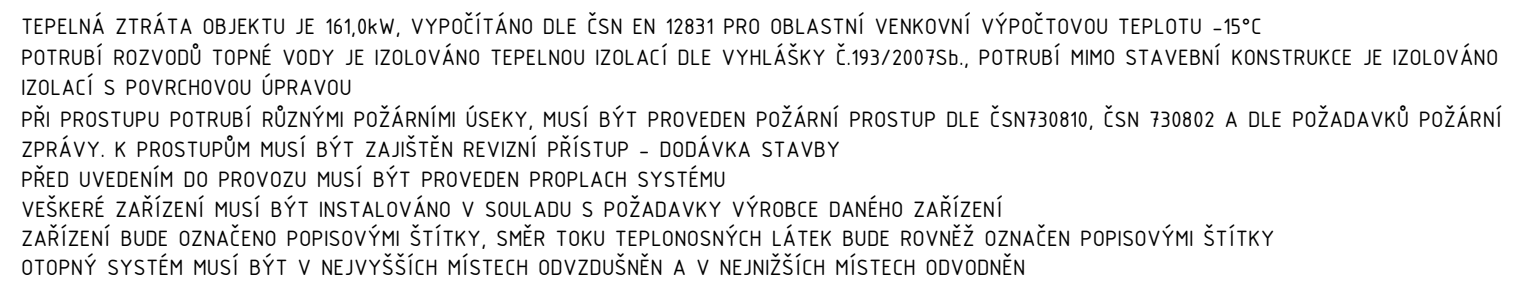 TEPELNÁ ZTRÁTA OBJEKTU JE 161,0kW, VYPOČÍTÁNO DLE ČSN EN 12831 PRO OBLASTNÍ VENKOVNÍ VÝPOČTOVOU TEPLOTU -15°C
POTRUBÍ ROZVODŮ TOPNÉ VODY JE IZOLOVÁNO TEPELNOU IZOLACÍ DLE VYHLÁŠKY Č.193/2007Sb., POTRUBÍ MIMO STAVEBNÍ KONSTRUKCE JE IZOLOVÁNO
IZOLACÍ S POVRCHOVOU ÚPRAVOU
PŘI PROSTUPU POTRUBÍ RŮZNÝMI POŽÁRNÍMI ÚSEKY, MUSÍ BÝT PROVEDEN POŽÁRNÍ PROSTUP DLE ČSN730810, ČSN 730802 A DLE POŽADAVKŮ POŽÁRNÍ
ZPRÁVY. K PROSTUPŮM MUSÍ BÝT ZAJIŠTĚN REVIZNÍ PŘÍSTUP - DODÁVKA STAVBY
PŘED UVEDENÍM DO PROVOZU MUSÍ BÝT PROVEDEN PROPLACH SYSTÉMU
VEŠKERÉ ZAŘÍZENÍ MUSÍ BÝT INSTALOVÁNO V SOULADU S POŽADAVKY VÝROBCE DANÉHO ZAŘÍZENÍ
ZAŘÍZENÍ BUDE OZNAČENO POPISOVÝMI ŠTÍTKY, SMĚR TOKU TEPLONOSNÝCH LÁTEK BUDE ROVNĚŽ OZNAČEN POPISOVÝMI ŠTÍTKY
OTOPNÝ SYSTÉM MUSÍ BÝT V NEJVYŠŠÍCH MÍSTECH ODVZDUŠNĚN A V NEJNIŽŠÍCH MÍSTECH ODVODNĚN